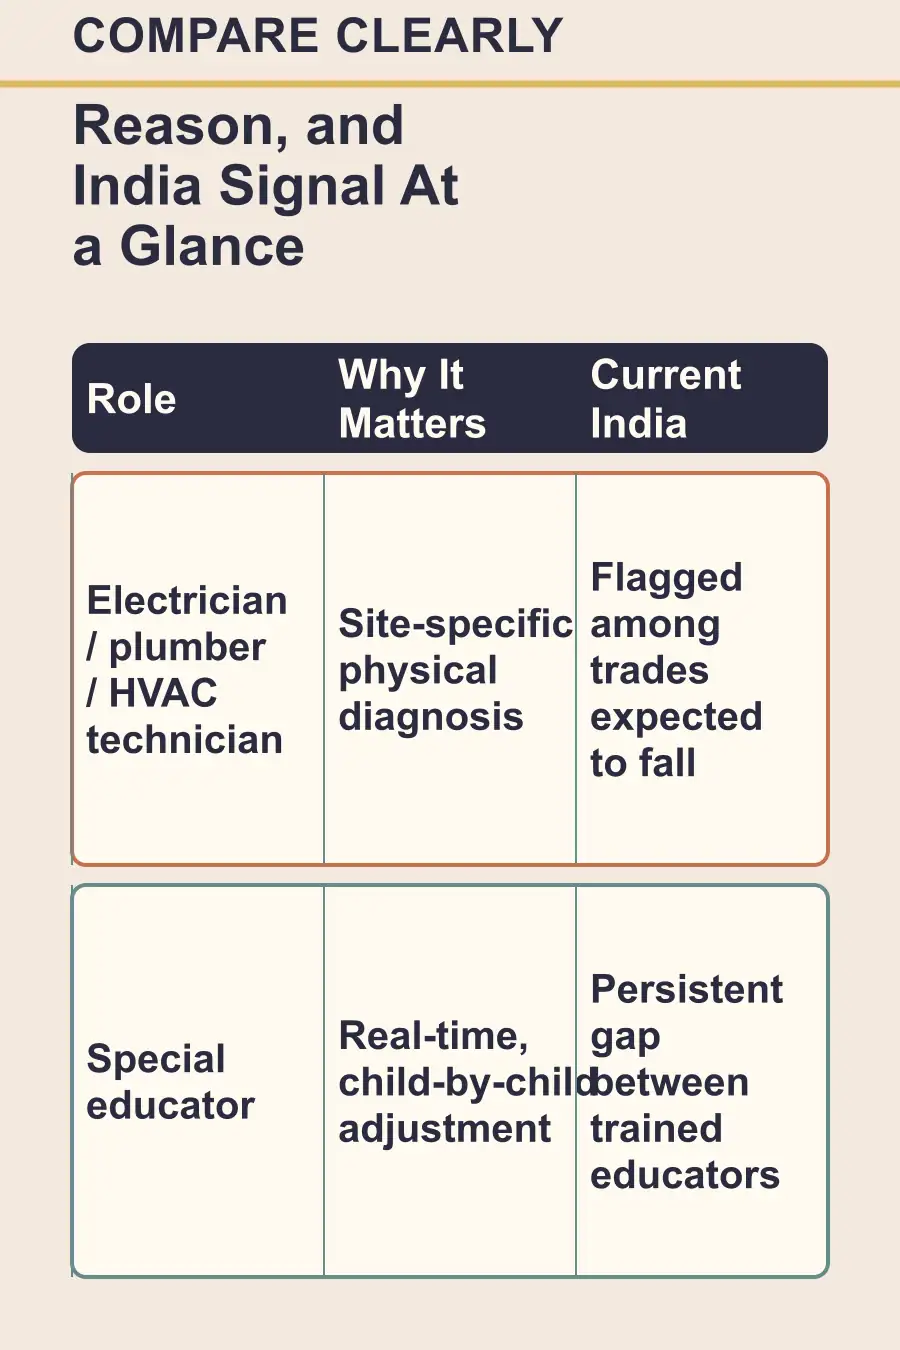 COMPARE CLEARLY
Reason, and
India Signal At
a Glance
Role
Why It
Matters
Current
India
Electrician
/ plumber
/ HVAC
technician
Site-specific
physical
diagnosis
Flagged
among
trades
expected
to fall
Special
educator
Real-time,
child-by-child
adjustment
Persistent
gap
between
trained
educators